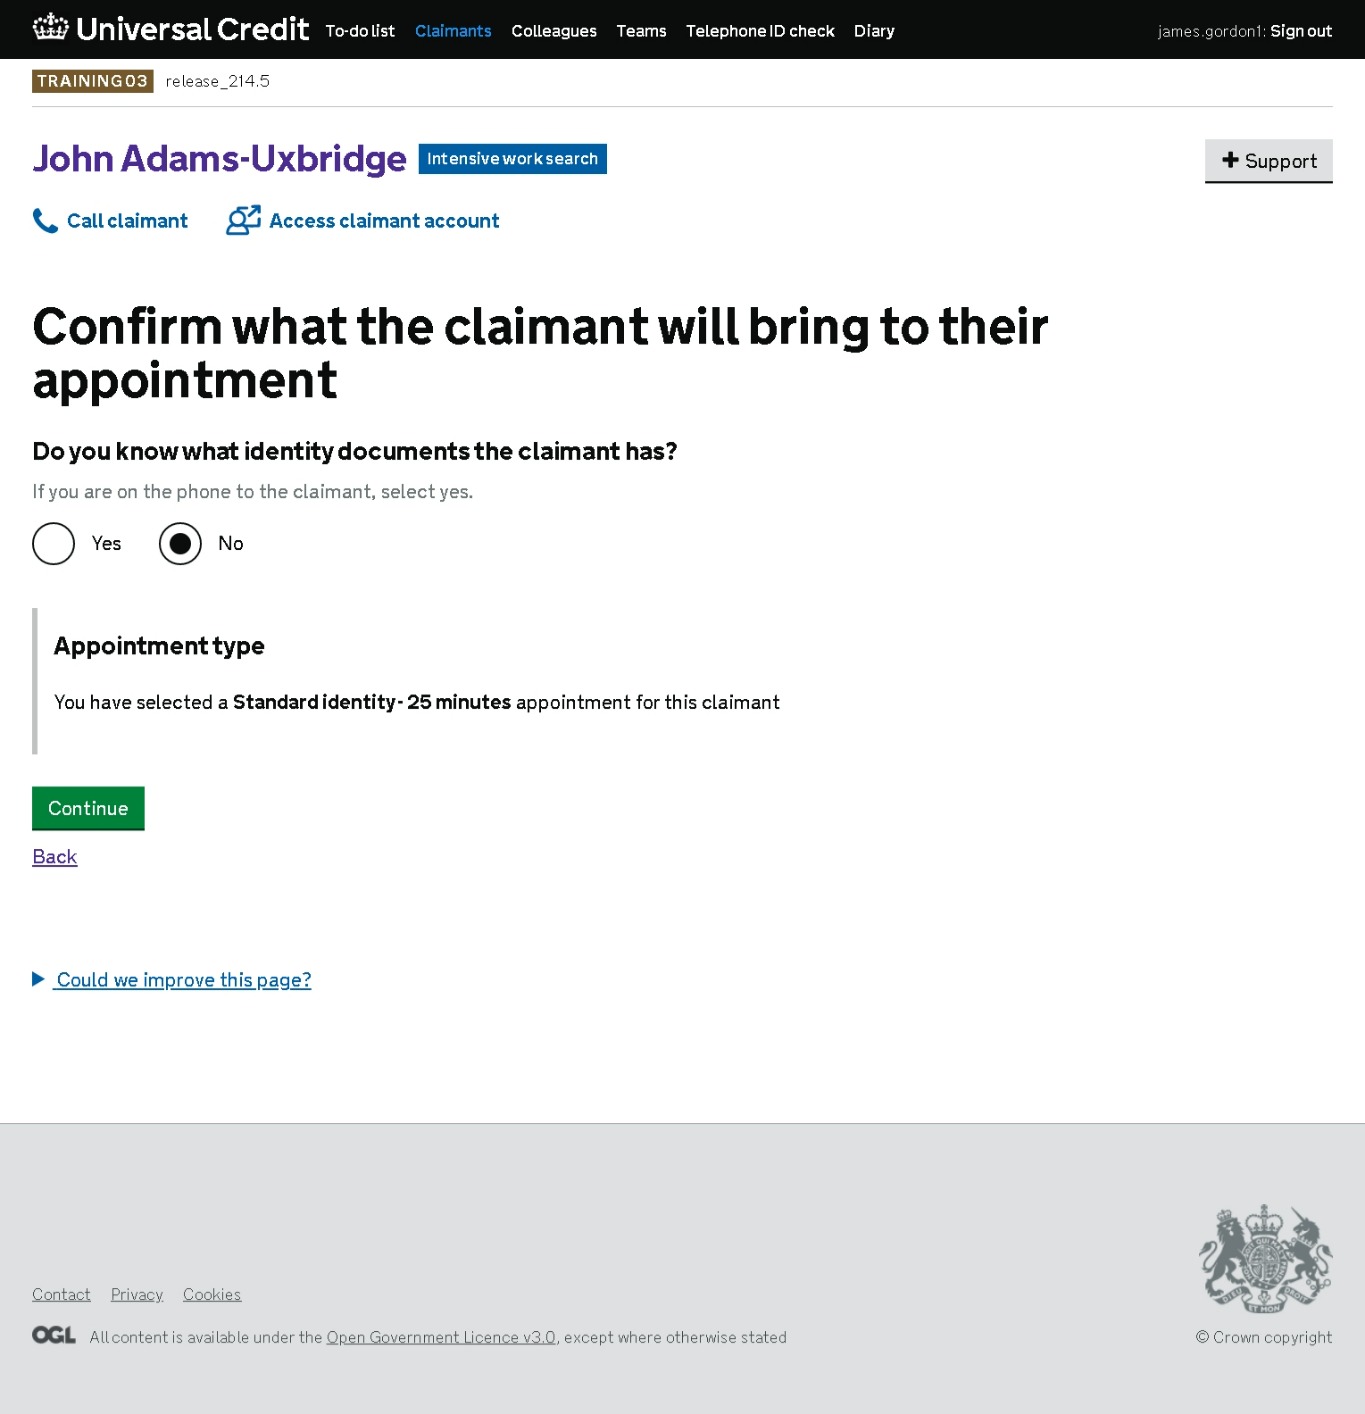 Universal Credit To-do list Claimants Colleagues Teams Telephone ID check Diary james.gordon1: Sign out
TRAINING03 release_214.5
John Adams-Uxbridge Intensive work search + Support
Call claimant Access claimant account
Confirm what the claimant will bring to their
appointment
Do you know what identity documents the claimant has?
If you are on the phone to the claimant, select yes.
Yes No
Appointment type
You have selected a Standard identity - 25 minutes appointment for this claimant
Continue
Back
Could we improve this page?
Contact Privacy Cookies
OGL All content is available under the Open Government Licence v3.0, except where otherwise stated
© Crown copyright